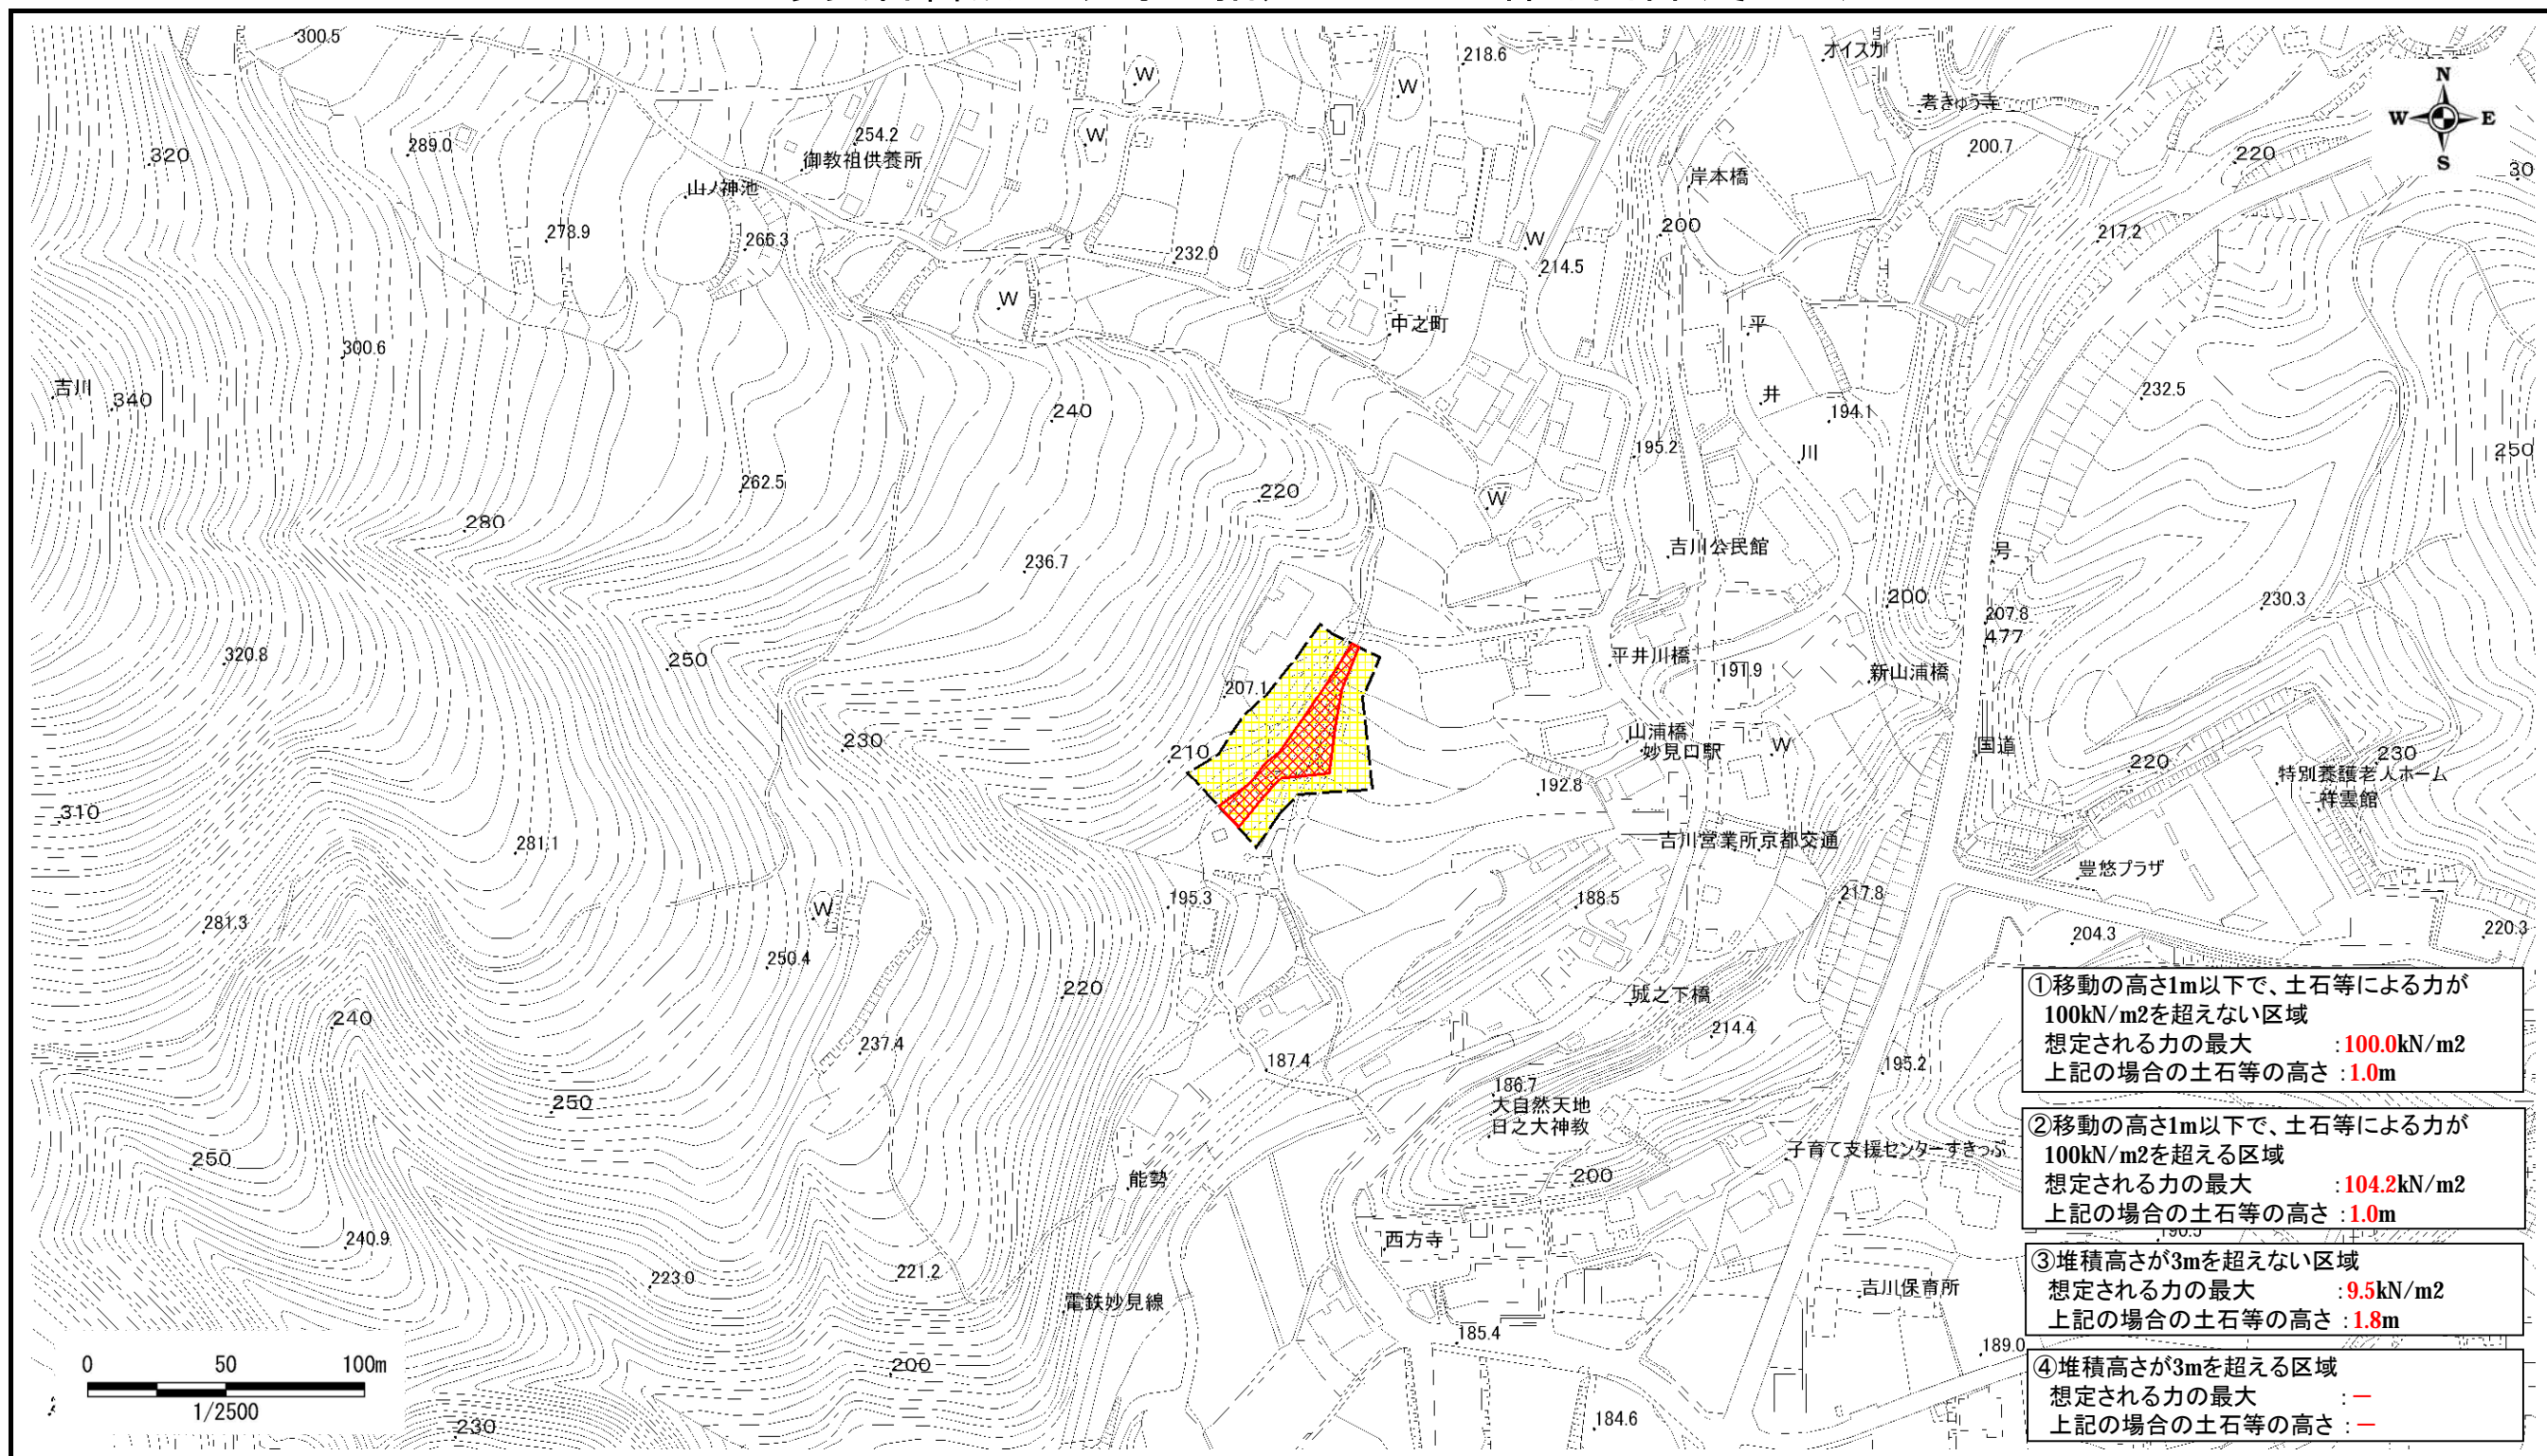 300.5
218.6
オイスカ
N
W
E
S
W
W
W
老きゅう寺
254.2
御教祖供養所
289.0
320
山ノ神池
岸本橋
200.7
220
30
278.9
266.3
232.0
W
214.5
200
217.2
W
中之町
平
300.6
吉川
340
240
井
194.1
232.5
195.2
川
250
262.5
220
W
280
236.7
吉川公民館
号
200
207.8
230.3
477
320.8
250
平井川橋
191.9
新山浦橋
207.1
230
210
山浦橋
妙見口駅
W
国道
220
230
特別養護老人ホーム
祥雲館
310
192.8
281.1
吉川営業所京都交通
豊悠プラザ
195.3
188.5
217.8
W
281.3
204.3
220.3
250.4
220
城之下橋
240
214.4
237.4
187.4
195.2
186.7
大自然天地
日之大神教
250
250
子育て支援センターすきっぷ
能勢
200
240.9
西方寺
190.5
223.0
221.2
電鉄妙見線
吉川保育所
185.4
189.0
200
184.6
230
①移動の高さ1m以下で、土石等による力が
100kN/m2を超えない区域
想定される力の最大 :100.0kN/m2
上記の場合の土石等の高さ :1.0m
②移動の高さ1m以下で、土石等による力が
100kN/m2を超える区域
想定される力の最大 :104.2kN/m2
上記の場合の土石等の高さ :1.0m
③堆積高さが3mを超えない区域
想定される力の最大 :9.5kN/m2
上記の場合の土石等の高さ :1.8m
④堆積高さが3mを超える区域
想定される力の最大 :－
上記の場合の土石等の高さ :－
0 50 100m
1/2500